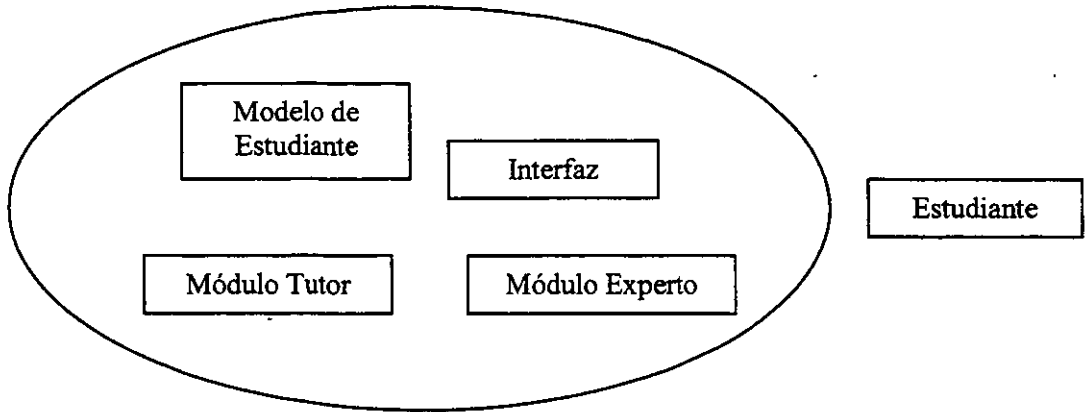 Modelo de
Estudiante
Interfaz
Estudiante
Módulo Tutor
Módulo Experto